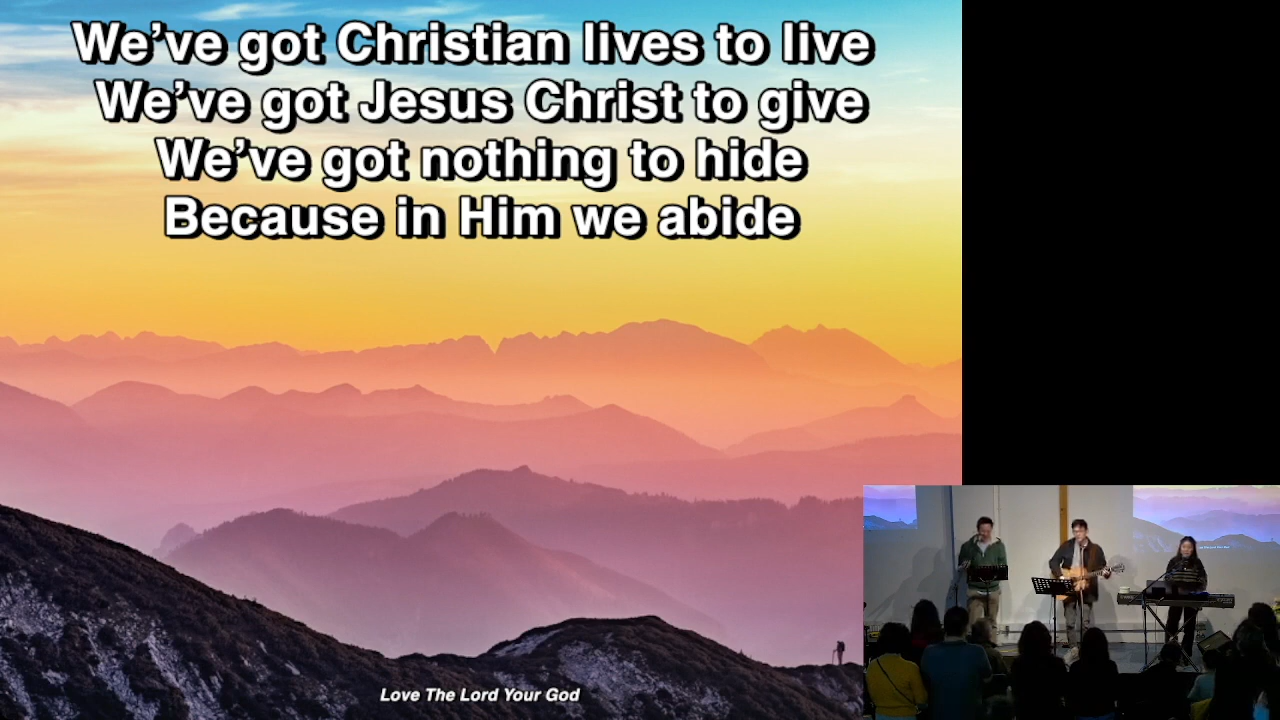 We’ve got Christian lives to live
We’ve got Jesus Christ to give
We’ve got nothing to hide
Because in Him we abide
Love The Lord Your God